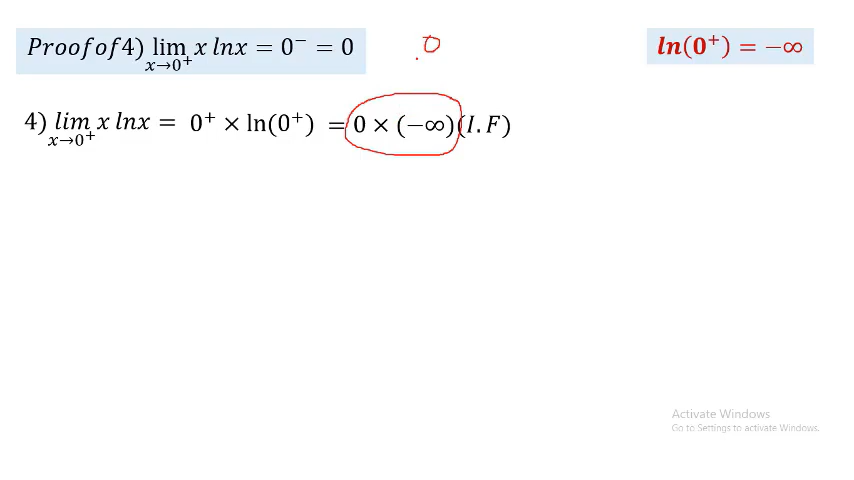 Proof of 4) lim x→0⁺ x lnx = 0⁻ = 0
.0
ln(0⁺) = −∞
4) lim x→0⁺ x lnx = 0⁺ × ln(0⁺) = 0 × (−∞)(I.F)
Activate Windows
Go to Settings to activate Windows.